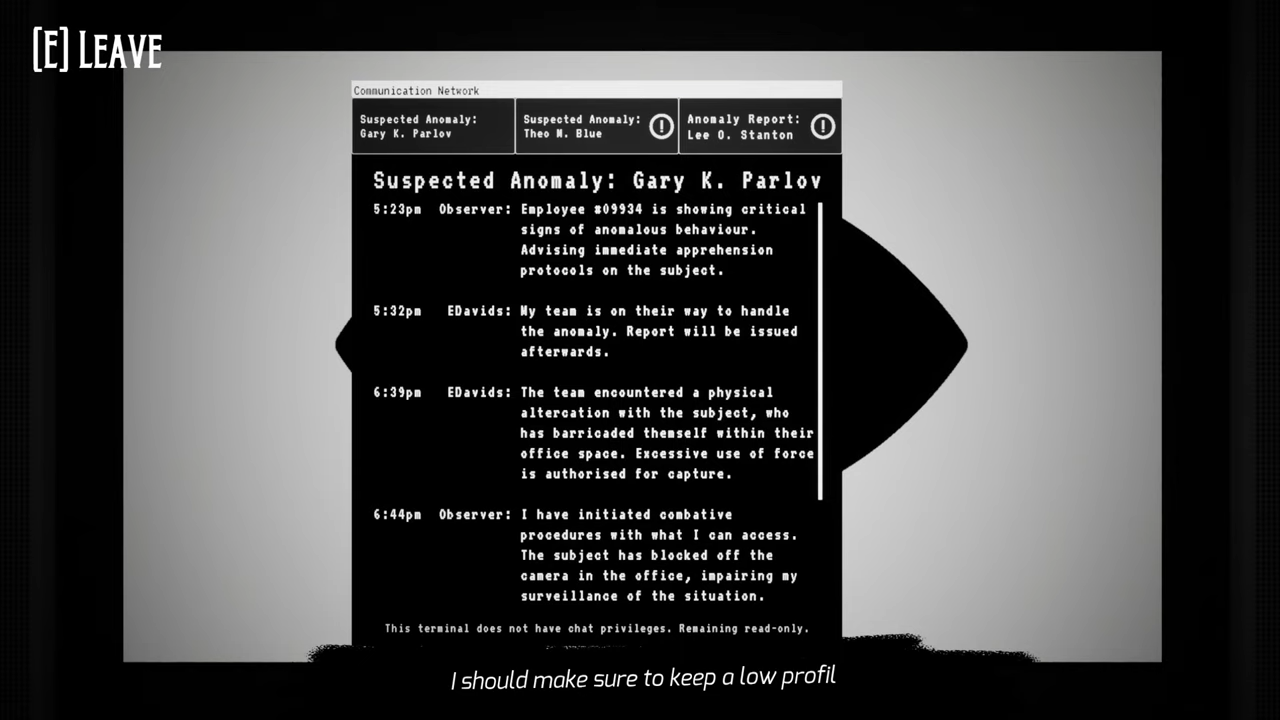 [E] LEAVE
Communication Network
Suspected Anomaly:
Gary K. Parlov
Suspected Anomaly:
Theo M. Blue
Anomaly Report:
Lee O. Stanton
Suspected Anomaly: Gary K. Parlov
5:23pm Observer: Employee #09934 is showing critical
signs of anomalous behaviour.
Advising immediate apprehension
protocols on the subject.
5:32pm EDavids: My team is on their way to handle
the anomaly. Report will be issued
afterwards.
6:39pm EDavids: The team encountered a physical
altercation with the subject, who
has barricaded themself within their
office space. Excessive use of force
is authorised for capture.
6:44pm Observer: I have initiated combative
procedures with what I can access.
The subject has blocked off the
camera in the office, impairing my
surveillance of the situation.
This terminal does not have chat privileges. Remaining read-only.
I should make sure to keep a low profil